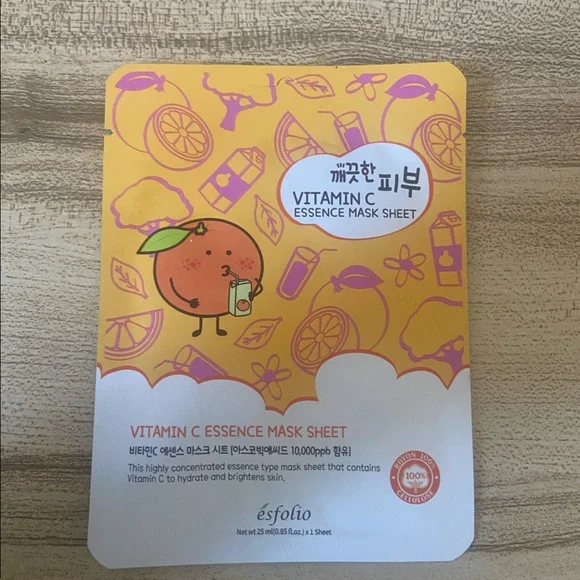 깨끗한
피부
VITAMIN C
ESSENCE MASK SHEET
VITAMIN C ESSENCE MASK SHEET
비타민C 에센스 마스크 시트 [아스코빅애씨드 10,000ppb 함유]
This highly concentrated essence type mask sheet that contains
Vitamin C to hydrate and brightens skin.
RUYON 100%
100%
CELLULOSE
ésfolio
Net wt 25 ml(0.85 fl.oz.) x 1 Sheet